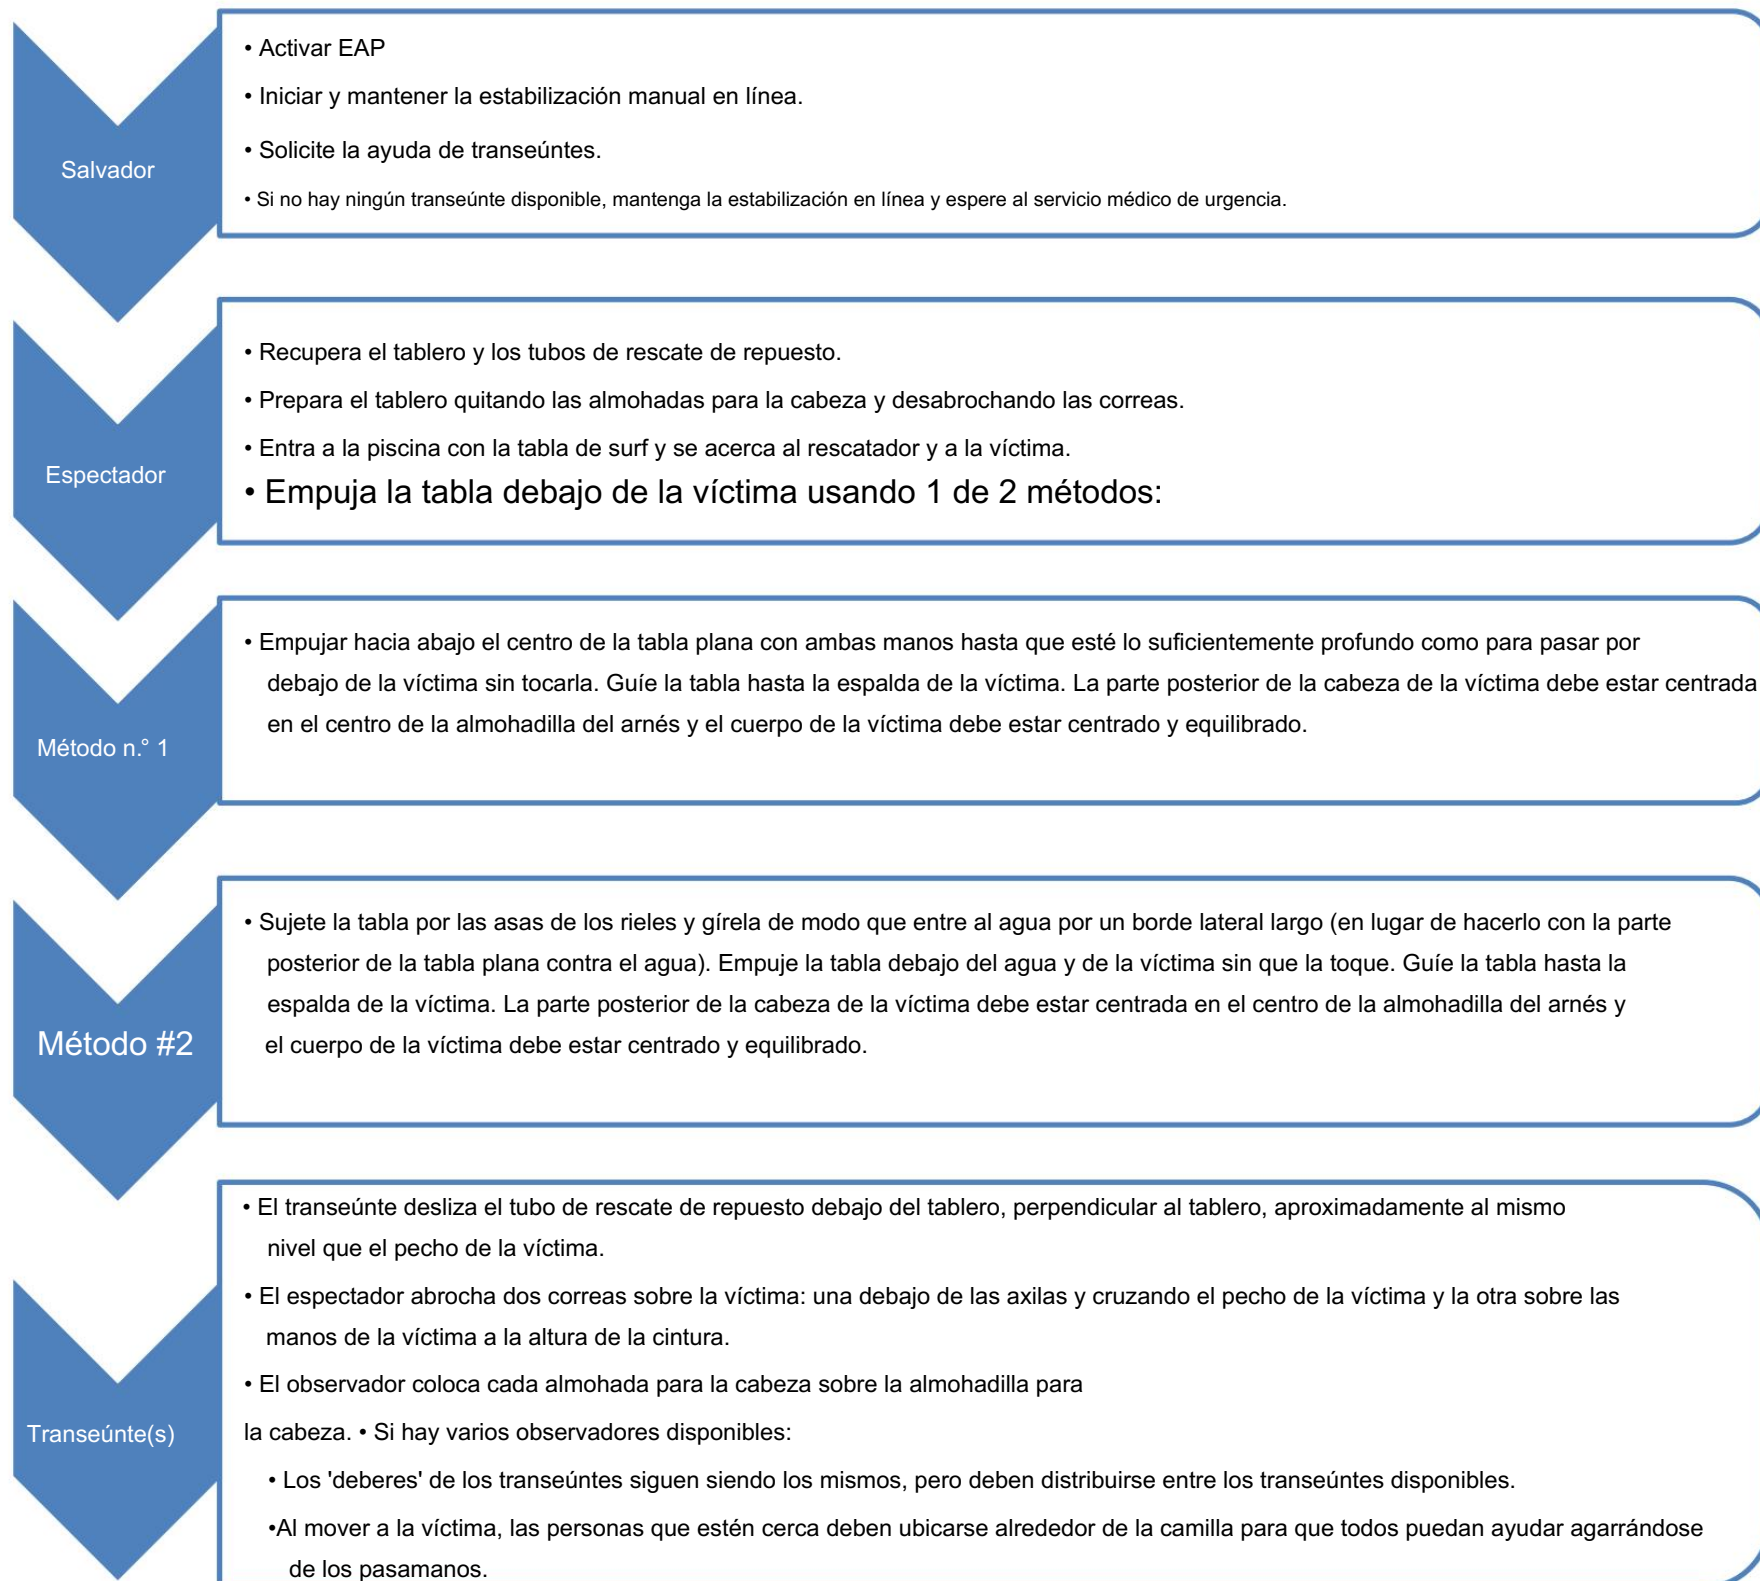 Salvador
• Activar EAP
• Iniciar y mantener la estabilización manual en línea.
• Solicite la ayuda de transeúntes.
• Si no hay ningún transeúnte disponible, mantenga la estabilización en línea y espere al servicio médico de urgencia.
Espectador
• Recupera el tablero y los tubos de rescate de repuesto.
• Prepara el tablero quitando las almohadas para la cabeza y desabrochando las correas.
• Entra a la piscina con la tabla de surf y se acerca al rescatador y a la víctima.
• Empuja la tabla debajo de la víctima usando 1 de 2 métodos:
Método n.° 1
• Empujar hacia abajo el centro de la tabla plana con ambas manos hasta que esté lo suficientemente profundo como para pasar por
debajo de la víctima sin tocarla. Guíe la tabla hasta la espalda de la víctima. La parte posterior de la cabeza de la víctima debe estar centrada
en el centro de la almohadilla del arnés y el cuerpo de la víctima debe estar centrado y equilibrado.
Método #2
• Sujete la tabla por las asas de los rieles y gírela de modo que entre al agua por un borde lateral largo (en lugar de hacerlo con la parte
posterior de la tabla plana contra el agua). Empuje la tabla debajo del agua y de la víctima sin que la toque. Guíe la tabla hasta la
espalda de la víctima. La parte posterior de la cabeza de la víctima debe estar centrada en el centro de la almohadilla del arnés y
el cuerpo de la víctima debe estar centrado y equilibrado.
Transeúnte(s)
• El transeúnte desliza el tubo de rescate de repuesto debajo del tablero, perpendicular al tablero, aproximadamente al mismo
nivel que el pecho de la víctima.
• El espectador abrocha dos correas sobre la víctima: una debajo de las axilas y cruzando el pecho de la víctima y la otra sobre las
manos de la víctima a la altura de la cintura.
• El observador coloca cada almohada para la cabeza sobre la almohadilla para
la cabeza. • Si hay varios observadores disponibles:
• Los 'deberes' de los transeúntes siguen siendo los mismos, pero deben distribuirse entre los transeúntes disponibles.
•Al mover a la víctima, las personas que estén cerca deben ubicarse alrededor de la camilla para que todos puedan ayudar agarrándose
de los pasamanos.